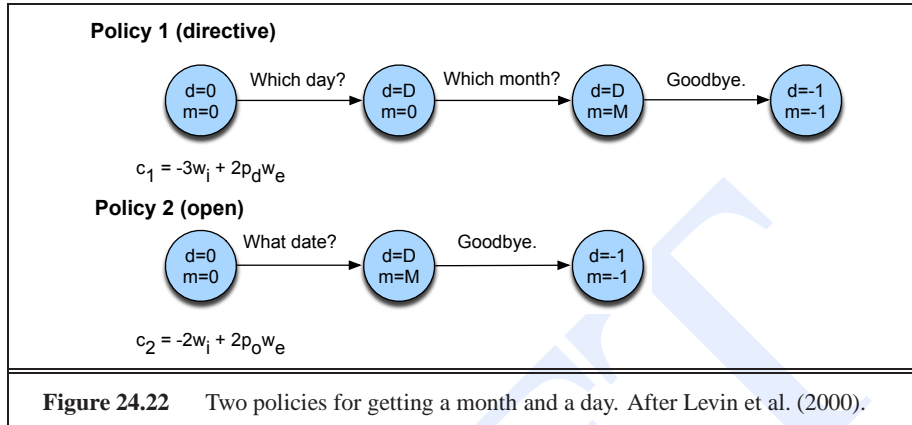 Policy 1 (directive)
Which day? Which month? Goodbye.
d=0 d=D d=D d=-1
m=0 m=0 m=M m=-1
c1 = -3wi + 2pdwe
Policy 2 (open)
What date? Goodbye.
d=0 d=D d=-1
m=0 m=M m=-1
c2 = -2wi + 2powe
Figure 24.22 Two policies for getting a month and a day. After Levin et al. (2000).